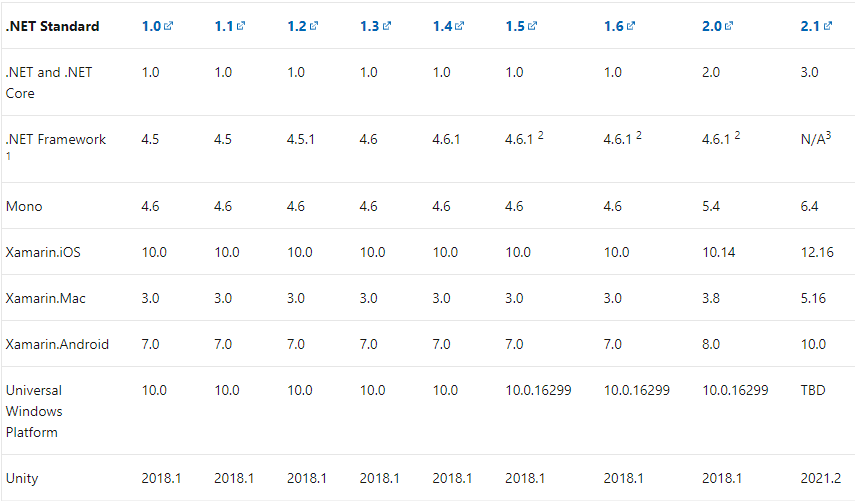 .NET Standard 1.0 1.1 1.2 1.3 1.4 1.5 1.6 2.0 2.1
.NET and .NET 1.0 1.0 1.0 1.0 1.0 1.0 1.0 2.0 3.0
Core
.NET Framework 4.5 4.5 4.5.1 4.6 4.6.1 4.6.1 2 4.6.1 2 4.6.1 2 N/A3
1
Mono 4.6 4.6 4.6 4.6 4.6 4.6 4.6 5.4 6.4
Xamarin.iOS 10.0 10.0 10.0 10.0 10.0 10.0 10.0 10.14 12.16
Xamarin.Mac 3.0 3.0 3.0 3.0 3.0 3.0 3.0 3.8 5.16
Xamarin.Android 7.0 7.0 7.0 7.0 7.0 7.0 7.0 8.0 10.0
Universal 10.0 10.0 10.0 10.0 10.0 10.0.16299 10.0.16299 10.0.16299 TBD
Windows
Platform
Unity 2018.1 2018.1 2018.1 2018.1 2018.1 2018.1 2018.1 2018.1 2021.2